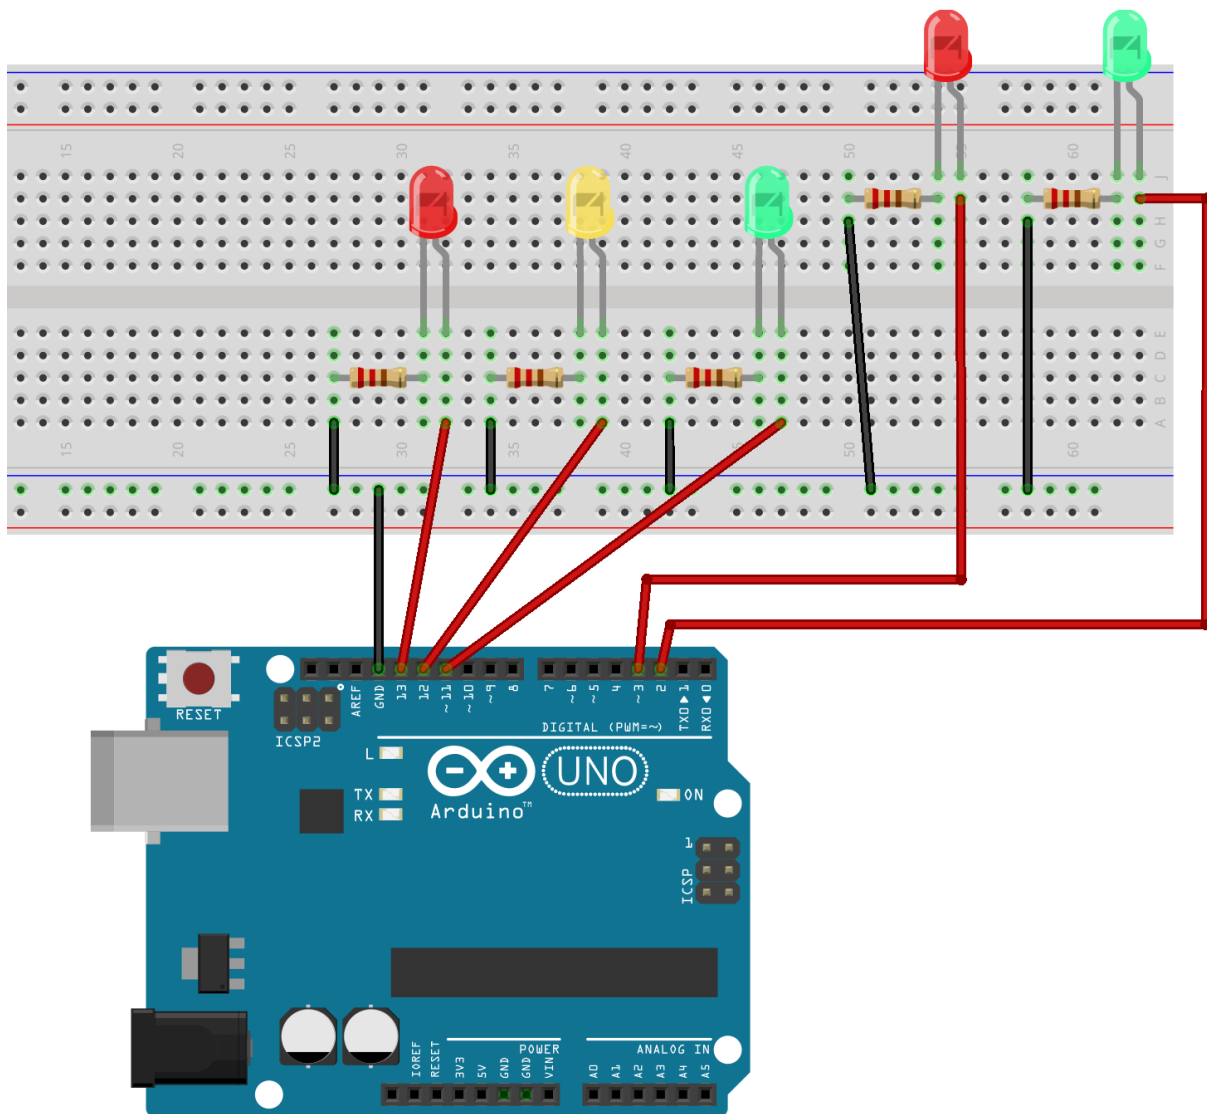 15 20 25 30 35 40 45 50 55 60
J
H
G
F
E
D
C
B
A
15 20 25 30 35 40 45 50 60
RESET
ICSP2
AREF
GND
13
12
~11
~10
~9
8
7
~6
~5
4
~3
2
TX0▶1
RX0◀0
DIGITAL (PWM=~)
L
TX
RX
UNO
Arduino™
ON
1
ICSP
IOREF
RESET
3V3
5V
GND
GND
VIN
POWER
ANALOG IN
A0
A1
A2
A3
A4
A5